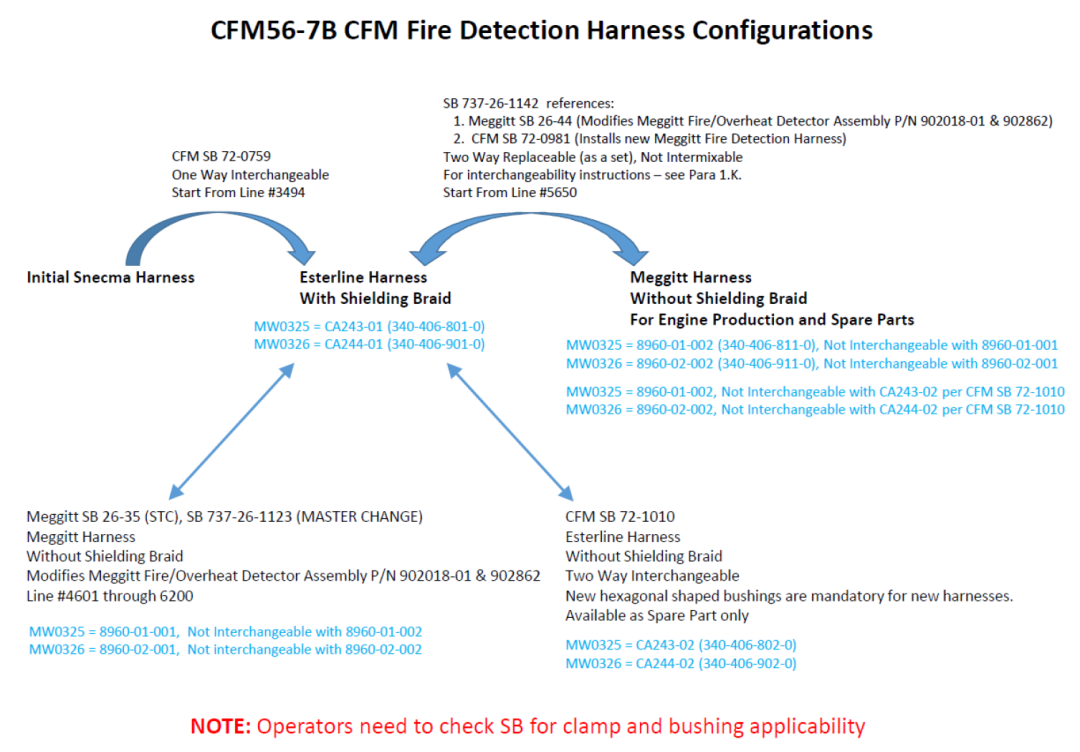 CFM56-7B CFM Fire Detection Harness Configurations
SB 737-26-1142 references:
1. Meggitt SB 26-44 (Modifies Meggitt Fire/Overheat Detector Assembly P/N 902018-01 & 902862)
2. CFM SB 72-0981 (Installs new Meggitt Fire Detection Harness)
Two Way Replaceable (as a set), Not Intermixable
For interchangeability instructions – see Para 1.K.
Start From Line #5650
CFM SB 72-0759
One Way Interchangeable
Start From Line #3494
Initial Snecma Harness
Esterline Harness
With Shielding Braid
MW0325 = CA243-01 (340-406-801-0)
MW0326 = CA244-01 (340-406-901-0)
Meggitt Harness
Without Shielding Braid
For Engine Production and Spare Parts
MW0325 = 8960-01-002 (340-406-811-0), Not Interchangeable with 8960-01-001
MW0326 = 8960-02-002 (340-406-911-0), Not Interchangeable with 8960-02-001
MW0325 = 8960-01-002, Not Interchangeable with CA243-02 per CFM SB 72-1010
MW0326 = 8960-02-002, Not Interchangeable with CA244-02 per CFM SB 72-1010
Meggitt SB 26-35 (STC), SB 737-26-1123 (MASTER CHANGE)
Meggitt Harness
Without Shielding Braid
Modifies Meggitt Fire/Overheat Detector Assembly P/N 902018-01 & 902862
Line #4601 through 6200
MW0325 = 8960-01-001, Not Interchangeable with 8960-01-002
MW0326 = 8960-02-001, Not interchangeable with 8960-02-002
CFM SB 72-1010
Esterline Harness
Without Shielding Braid
Two Way Interchangeable
New hexagonal shaped bushings are mandatory for new harnesses.
Available as Spare Part only
MW0325 = CA243-02 (340-406-802-0)
MW0326 = CA244-02 (340-406-902-0)
NOTE: Operators need to check SB for clamp and bushing applicability